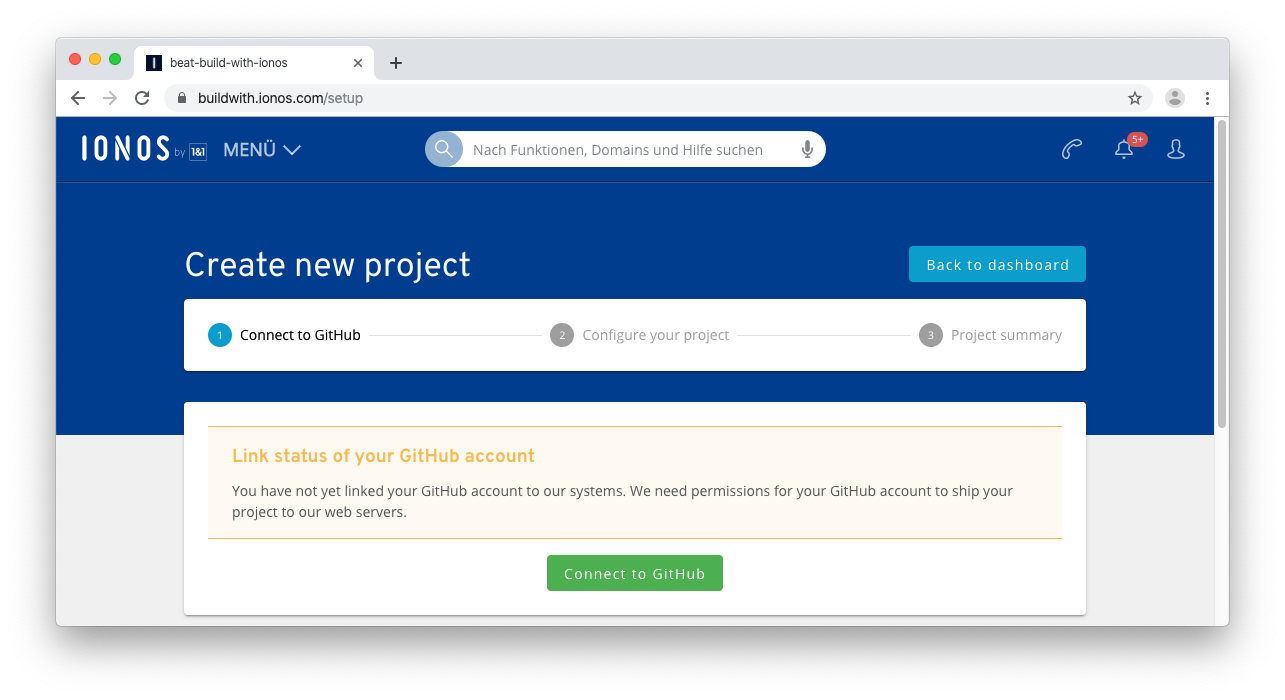 beat-build-with-ionos
buildwith.ionos.com/setup
IONOS by 1&1 MENÜ
Nach Funktionen, Domains und Hilfe suchen
5+
Create new project
Back to dashboard
1 Connect to GitHub
2 Configure your project
3 Project summary
Link status of your GitHub account
You have not yet linked your GitHub account to our systems. We need permissions for your GitHub account to ship your
project to our web servers.
Connect to GitHub